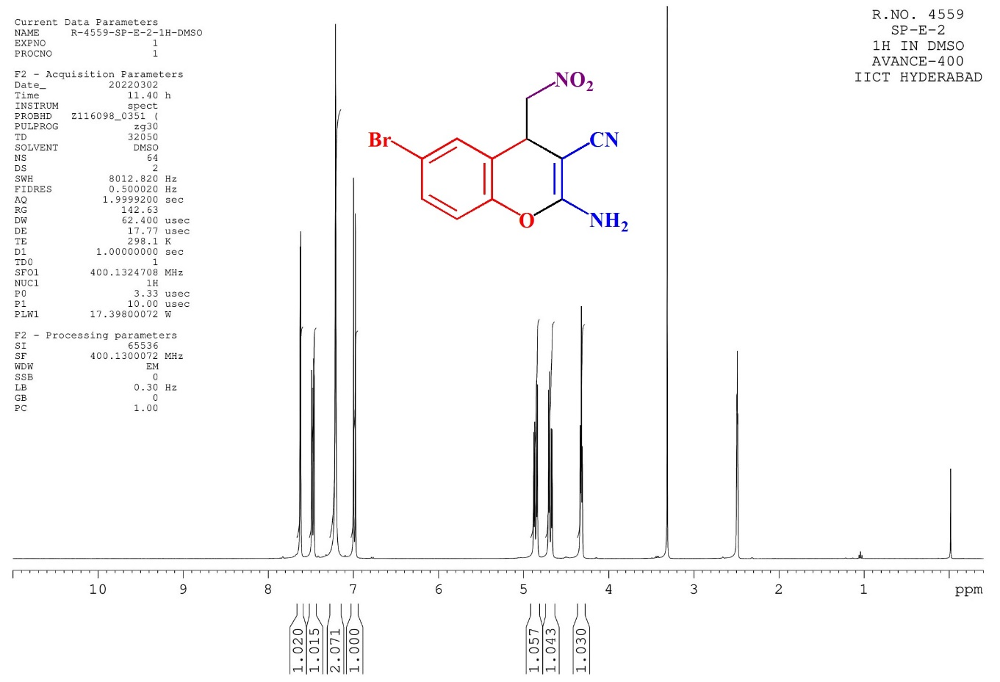 Current Data Parameters
NAME R-4559-SP-E-2-1H-DMSO
EXPNO 1
PROCNO 1
F2 - Acquisition Parameters
Date_ 20220302
Time 11.40 h
INSTRUM spect
PROBHD Z116098_0351 (
PULPROG zg30
TD 32050
SOLVENT DMSO
NS 64
DS 2
SWH 8012.820 Hz
FIDRES 0.500020 Hz
AQ 1.9999200 sec
RG 142.63
DW 62.400 usec
DE 17.77 usec
TE 298.1 K
D1 1.00000000 sec
TD0 1
SFO1 400.1324708 MHz
NUC1 1H
P0 3.33 usec
P1 10.00 usec
PLW1 17.39800072 W
F2 - Processing parameters
SI 65536
SF 400.1300072 MHz
WDW EM
SSB 0
LB 0.30 Hz
GB 0
PC 1.00
R.NO. 4559
SP-E-2
1H IN DMSO
AVANCE-400
IICT HYDERABAD
NO2
Br
CN
O
NH2
10 9 8 7 6 5 4 3 2 1 ppm
1.020
1.015
2.071
1.000
1.057
1.043
1.030